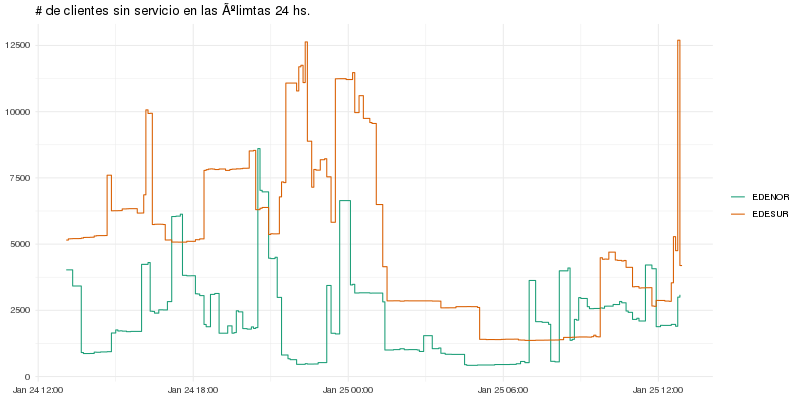 # de clientes sin servicio en las Ãºlimtas 24 hs.
12500
10000
7500
5000
2500
0
Jan 24 12:00
Jan 24 18:00
Jan 25 00:00
Jan 25 06:00
Jan 25 12:00
EDENOR
EDESUR